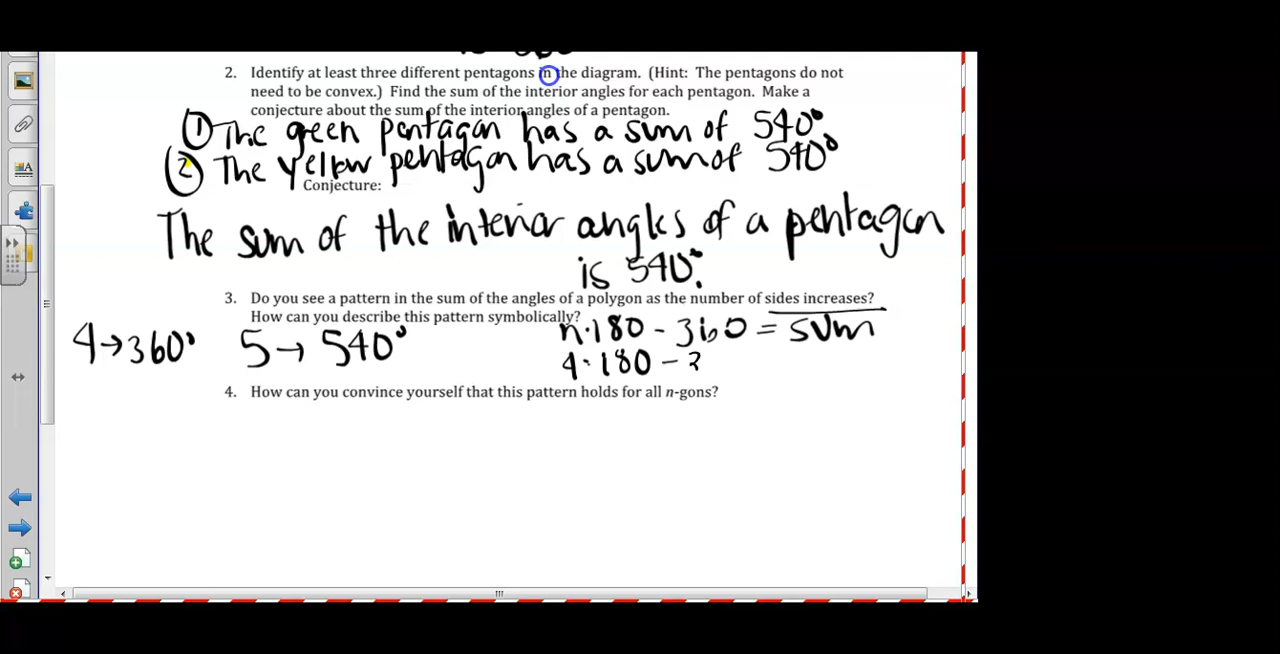 2. Identify at least three different pentagons in the diagram. (Hint: The pentagons do not
need to be convex.) Find the sum of the interior angles for each pentagon. Make a
conjecture about the sum of the interior angles of a pentagon.
① The green pentagon has a sum of 540°
② The yellow pentagon has a sum of 540°
Conjecture:
The sum of the interior angles of a pentagon
is 540°.
3. Do you see a pattern in the sum of the angles of a polygon as the number of sides increases?
How can you describe this pattern symbolically?
4→360° 5→ 540° n·180 - 360 = sum
4·180 - 3
4. How can you convince yourself that this pattern holds for all n-gons?